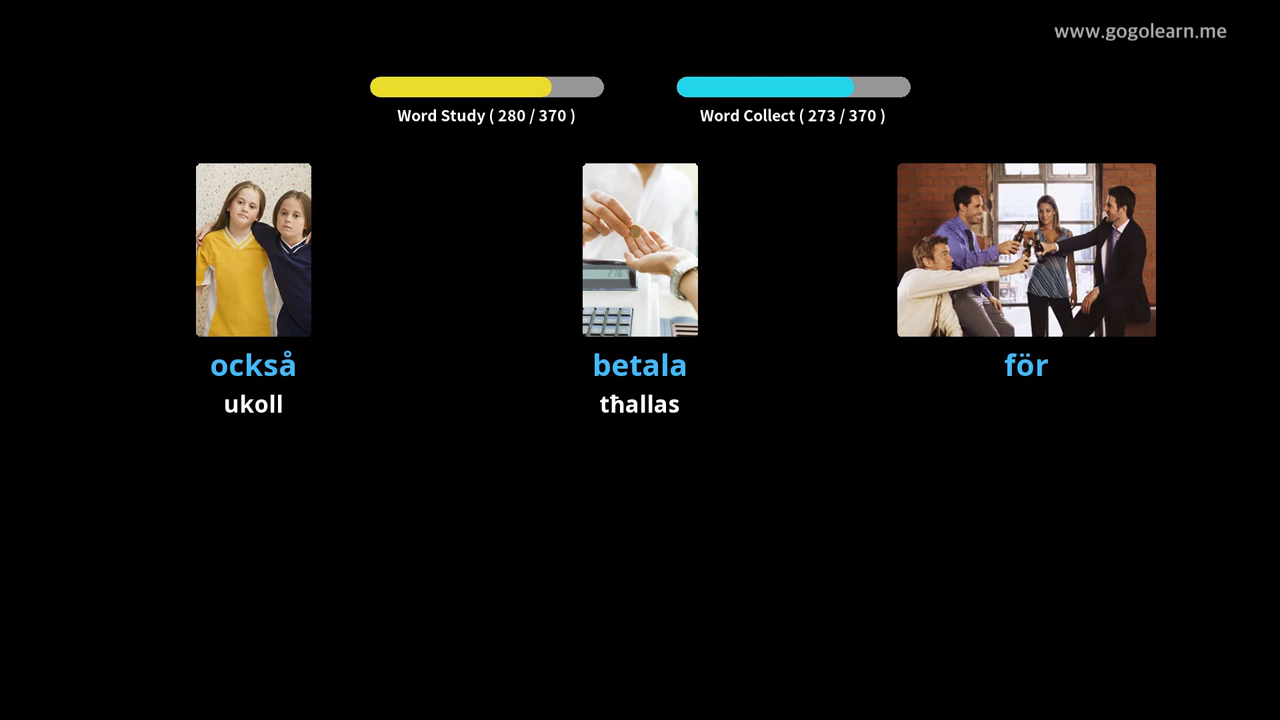 www.gogolearn.me
Word Study ( 280 / 370 )
Word Collect ( 273 / 370 )
också
betala
för
ukoll
tħallas